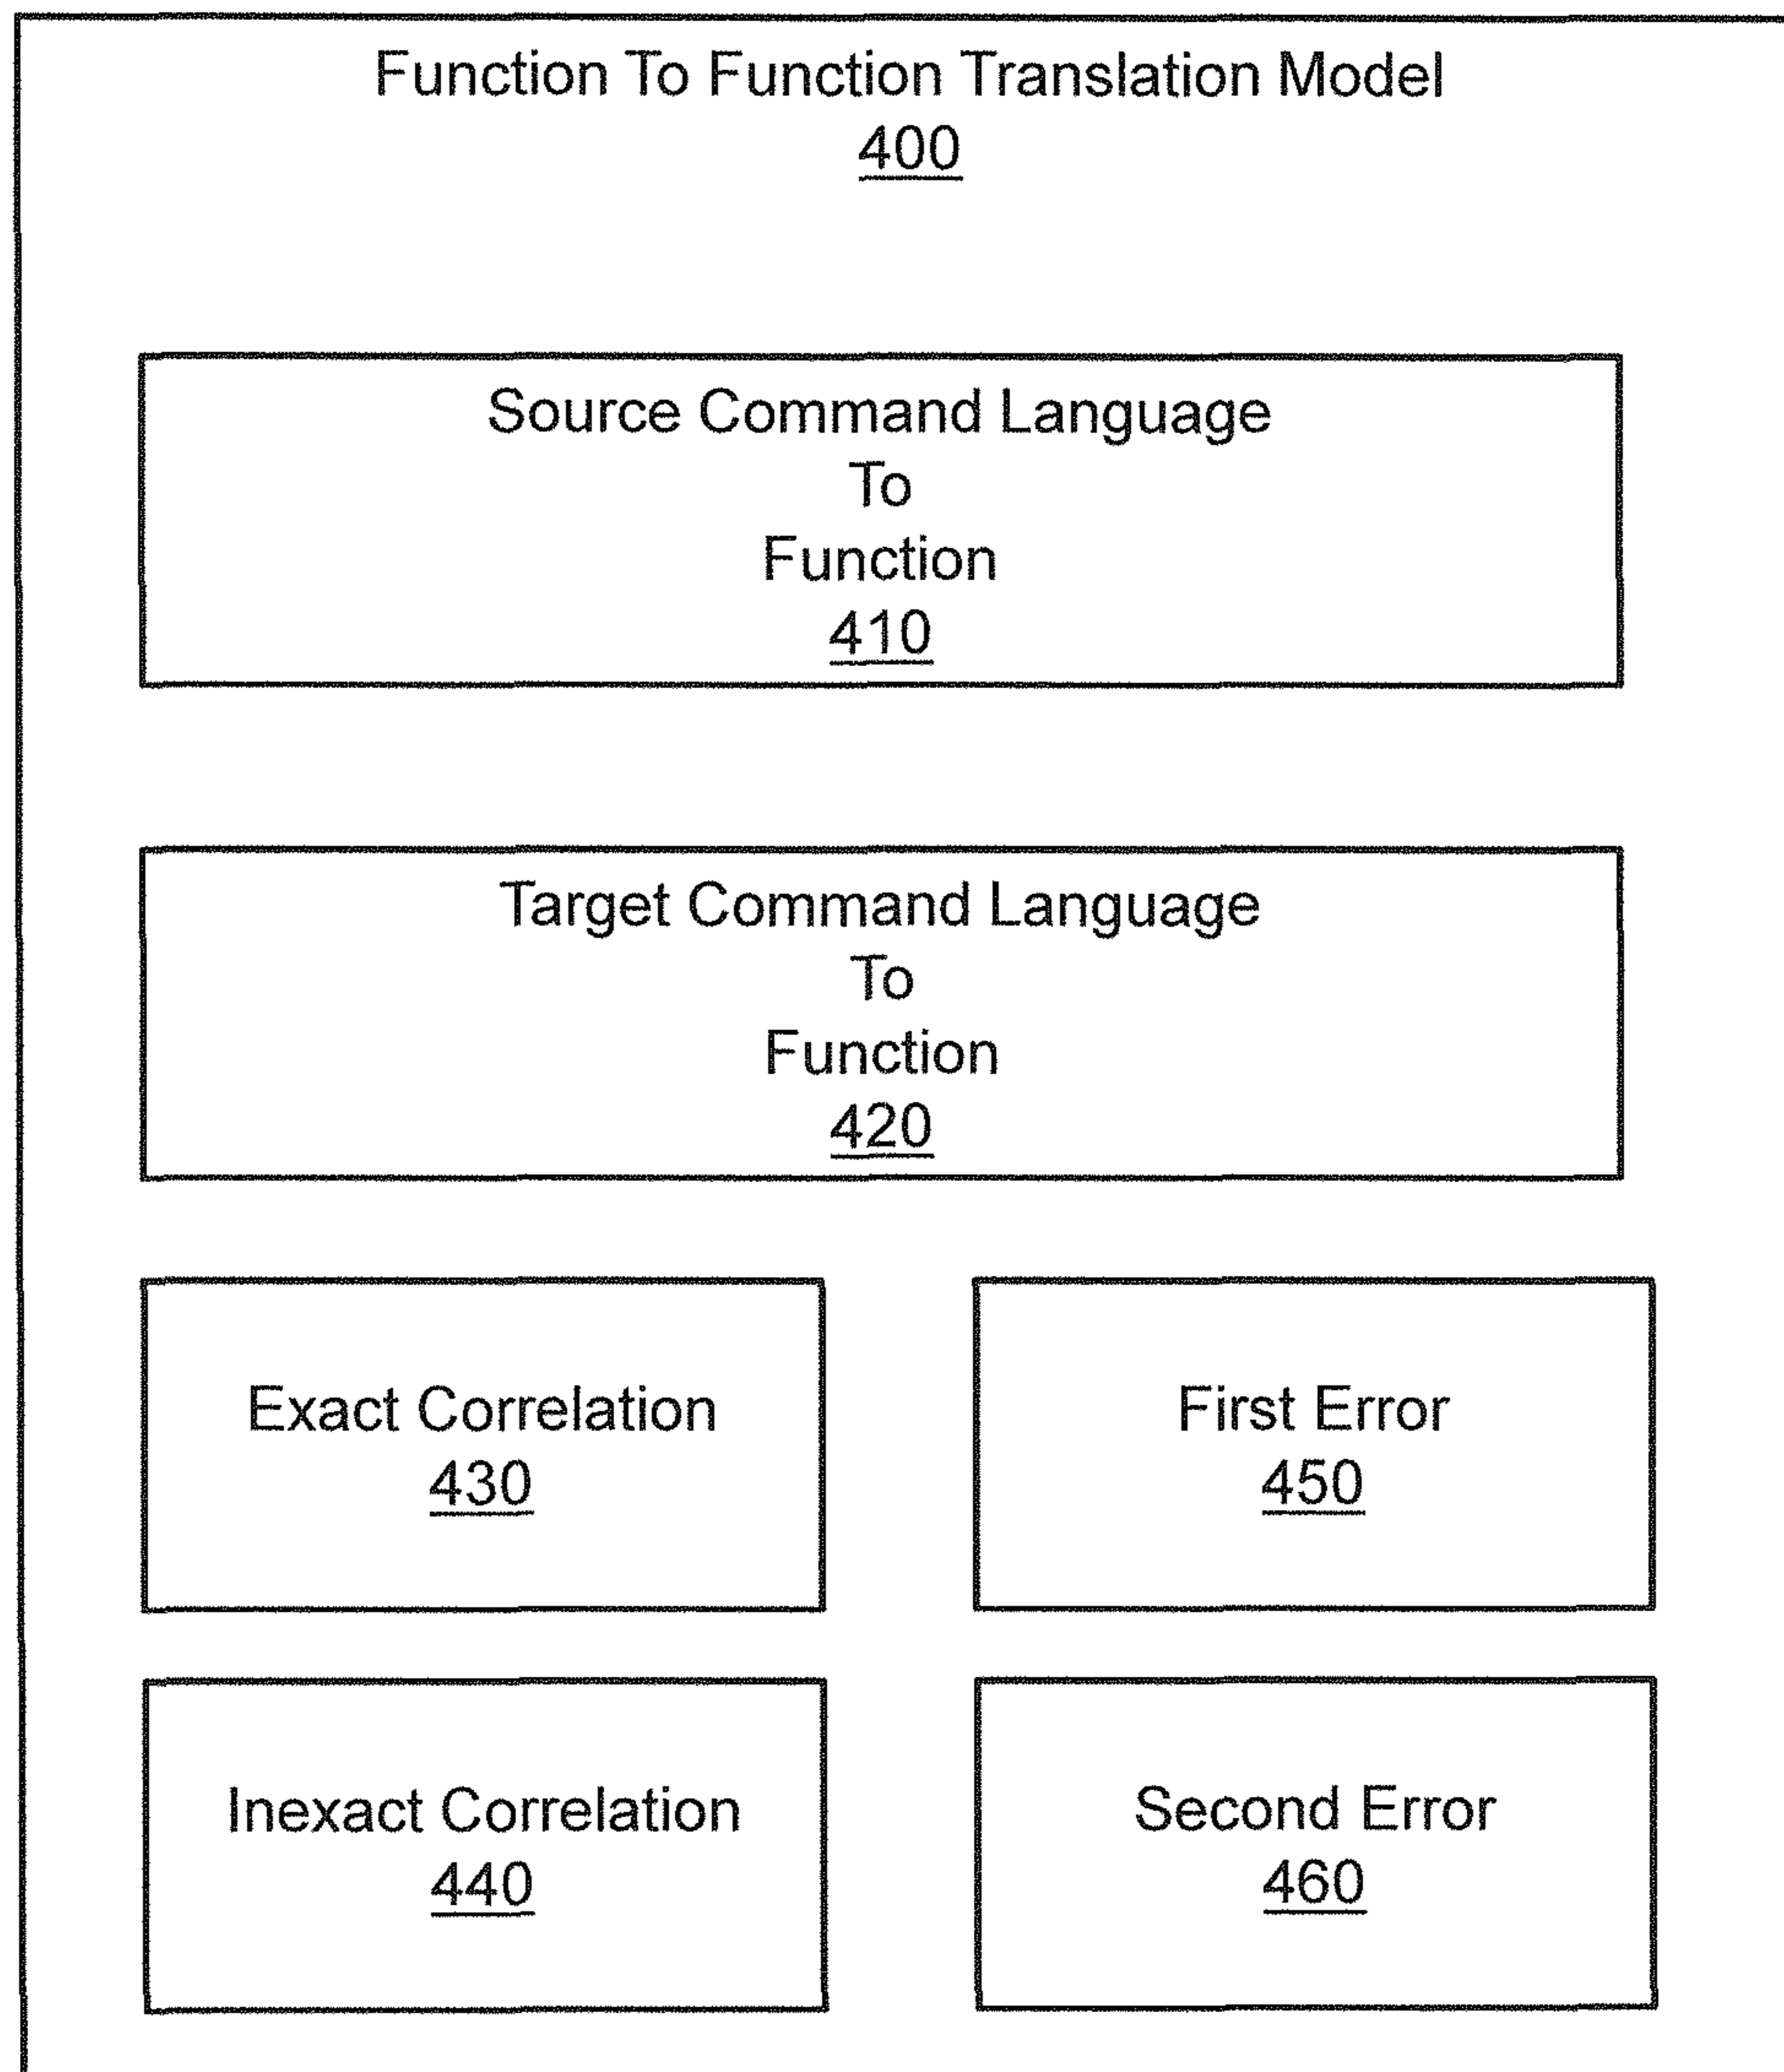 Function To Function Translation Model
400
Source Command Language
To
Function
410
Target Command Language
To
Function
420
Exact Correlation
430
First Error
450
Inexact Correlation
440
Second Error
460